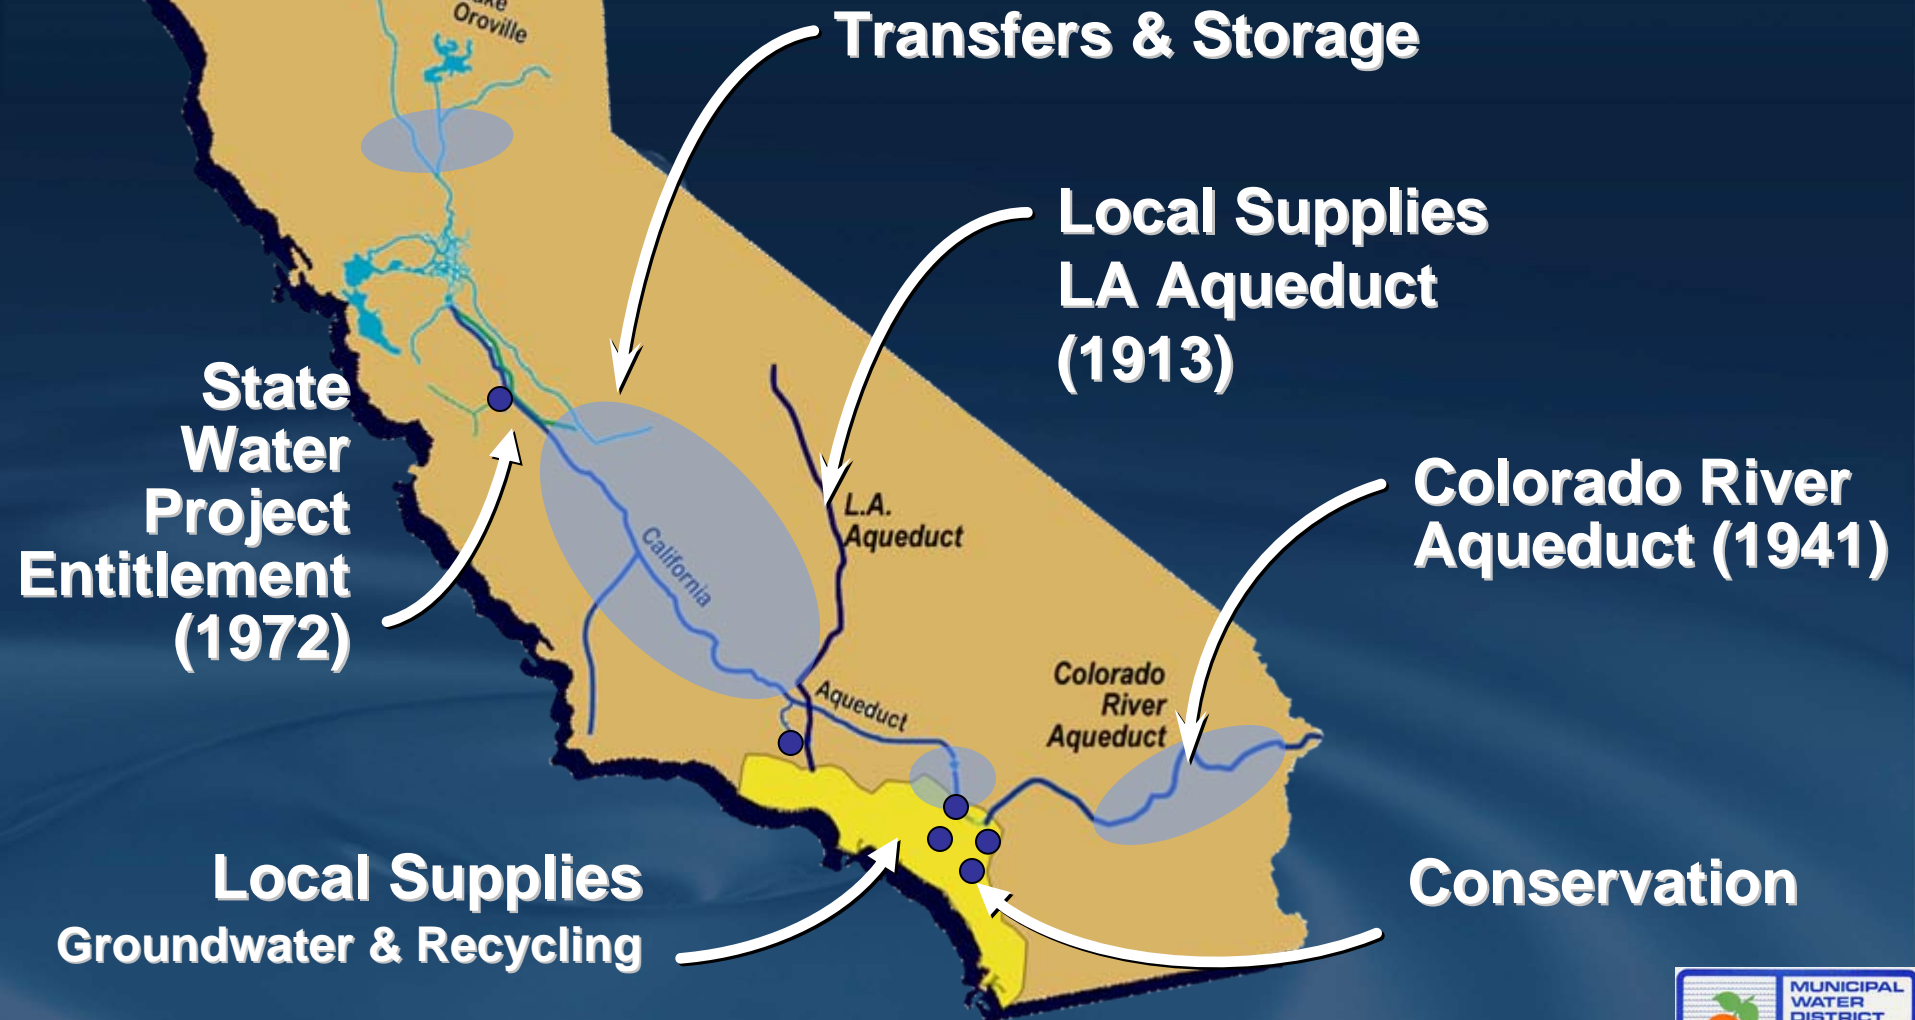 Oroville
Transfers & Storage
Local Supplies
LA Aqueduct
(1913)
State
Water
Project
Entitlement
(1972)
L.A.
Aqueduct
California
Colorado River
Aqueduct (1941)
Aqueduct
Colorado
River
Aqueduct
Local Supplies
Groundwater & Recycling
Conservation
MUNICIPAL
WATER
DISTRICT